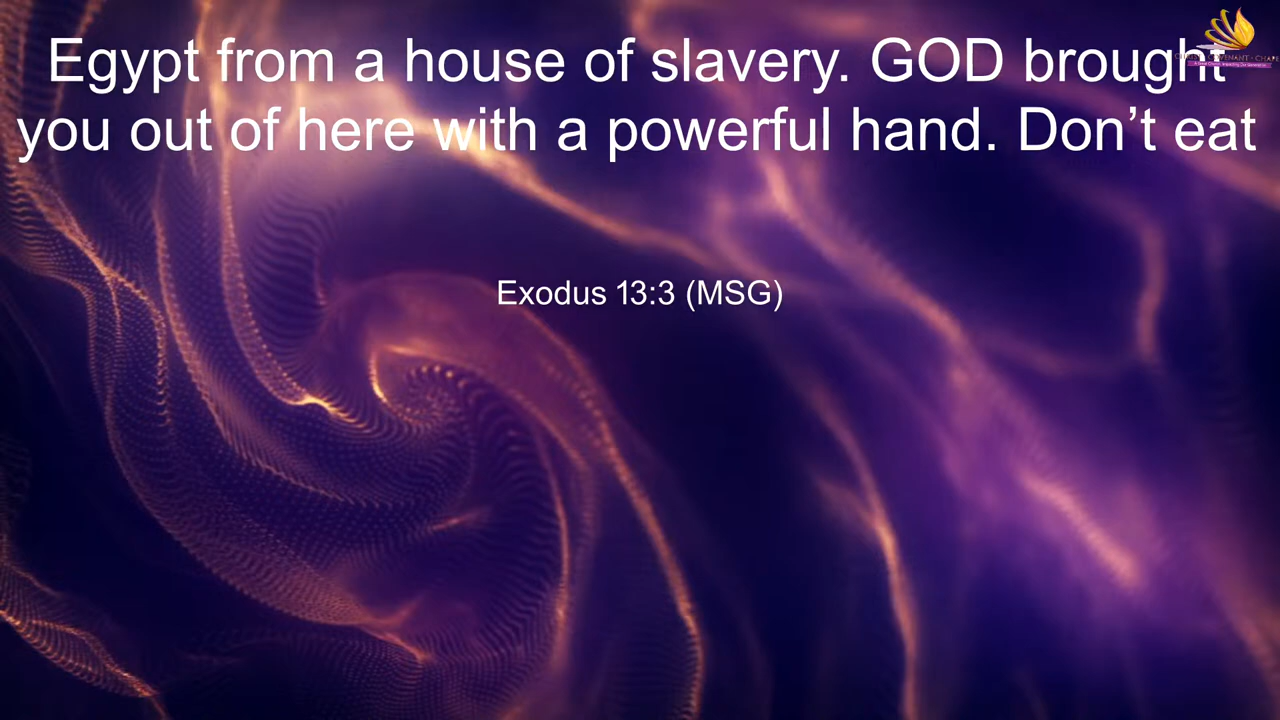 Egypt from a house of slavery. GOD brought
you out of here with a powerful hand. Don’t eat
Exodus 13:3 (MSG)